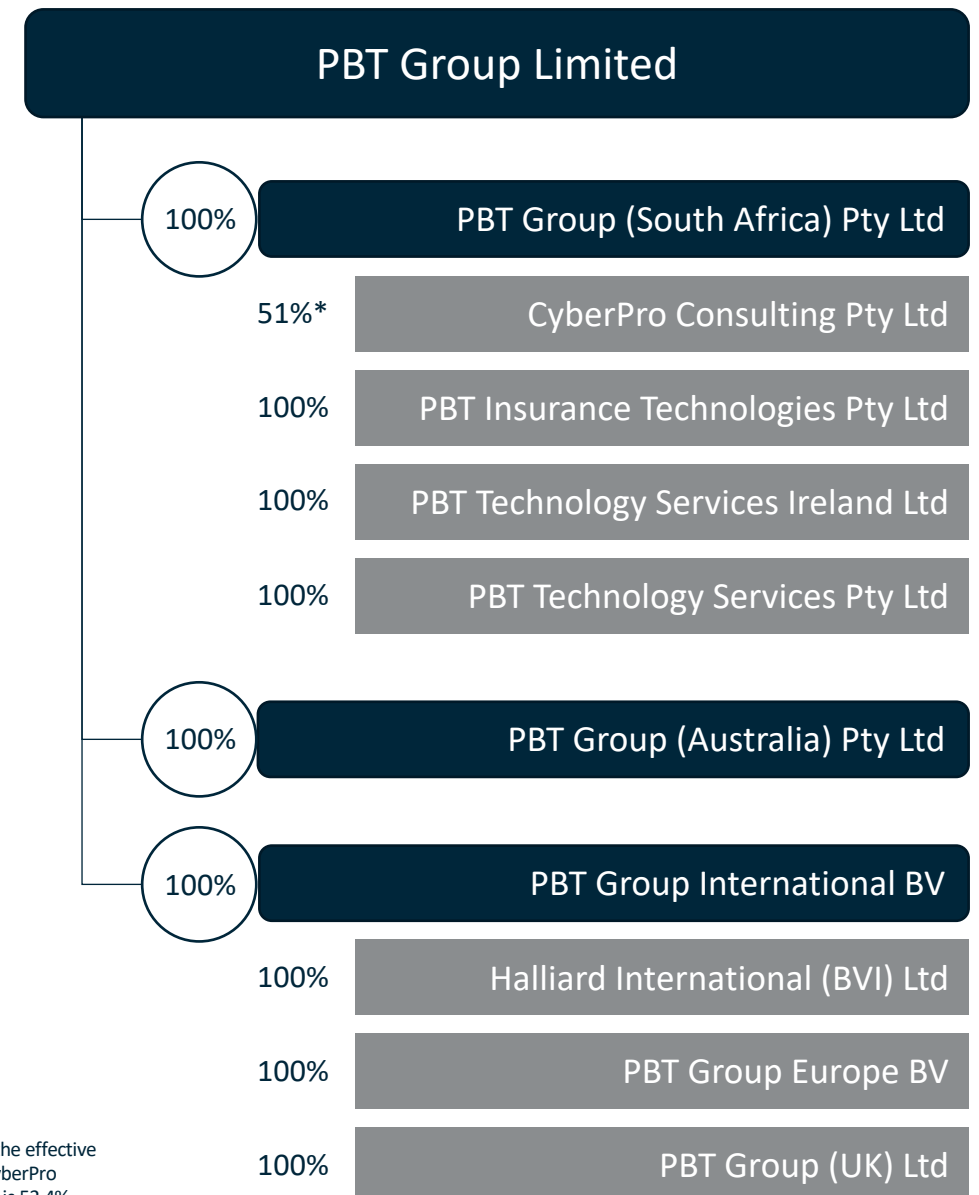 PBT Group Limited
100%
PBT Group (South Africa) Pty Ltd
51%*
CyberPro Consulting Pty Ltd
100%
PBT Insurance Technologies Pty Ltd
100%
PBT Technology Services Ireland Ltd
100%
PBT Technology Services Pty Ltd
100%
PBT Group (Australia) Pty Ltd
100%
PBT Group International BV
100%
Halliard International (BVI) Ltd
100%
PBT Group Europe BV
100%
PBT Group (UK) Ltd
he effective
berPro